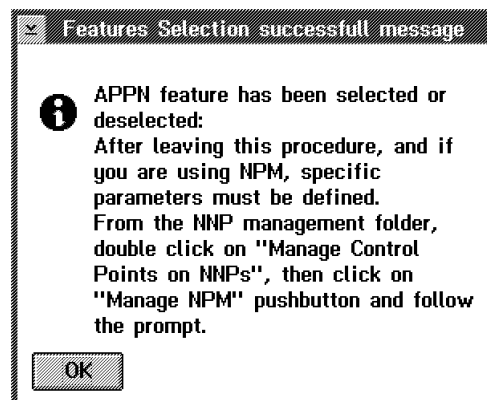 Features Selection successfull message
APPN feature has been selected or
deselected:
After leaving this procedure, and if
you are using NPM, specific
parameters must be defined.
From the NNP management folder,
double click on "Manage Control
Points on NNPs", then click on
"Manage NPM" pushbutton and follow
the prompt.
OK